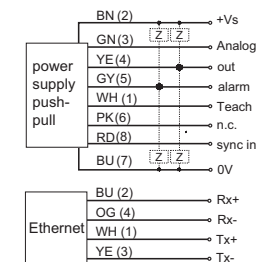 BN (2) +Vs
Z Z
GN(3) Analog
YE(4) out
GY(5) alarm
WH (1) Teach
PK(6) n.c.
RD(8) sync in
Z Z
BU(7) 0V
power
supply
push-
pull
BU (2) Rx+
OG (4) Rx-
WH (1) Tx+
YE (3) Tx-
Ethernet